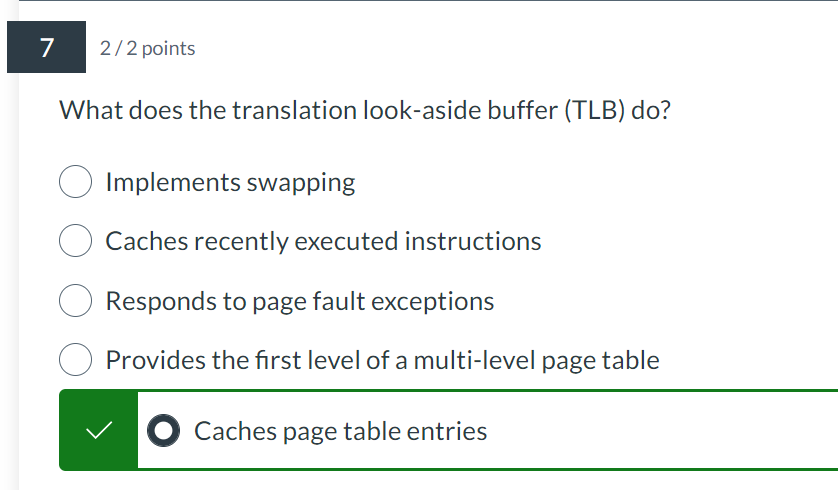 7
2 / 2 points
What does the translation look-aside buffer (TLB) do?
Implements swapping
Caches recently executed instructions
Responds to page fault exceptions
Provides the first level of a multi-level page table
Caches page table entries